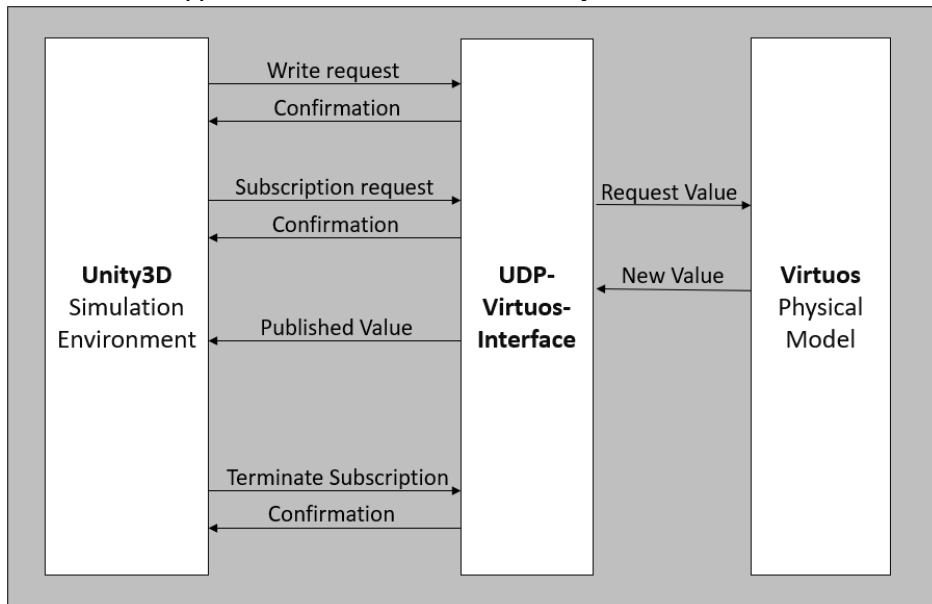 Write request
Confirmation
Subscription request
Confirmation
Request Value
Unity3D
Simulation
Environment
UDP-
Virtuos-
Interface
New Value
Virtuos
Physical
Model
Published Value
Terminate Subscription
Confirmation